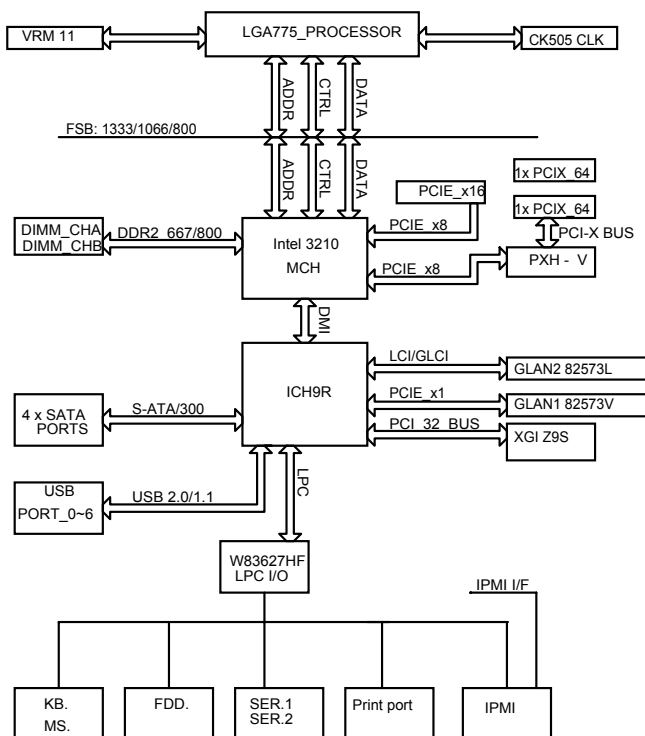 VRM 11
LGA775_PROCESSOR
CK505 CLK
ADDR
CTRL
DATA
FSB: 1333/1066/800
ADDR
CTRL
DATA
PCIE_x16
1x PCIX_64
1x PCIX_64
DIMM_CHA
DIMM_CHB
DDR2_667/800
Intel 3210
MCH
PCIE_x8
PCIE_x8
PCI-X BUS
PXH - V
DMI
ICH9R
LCI/GLCI
GLAN2 82573L
PCIE_x1
GLAN1 82573V
PCI_32_BUS
XGI Z9S
4 x SATA
PORTS
S-ATA/300
USB
PORT_0~6
USB 2.0/1.1
LPC
W83627HF
LPC I/O
IPMI I/F
KB.
MS.
FDD.
SER.1
SER.2
Print port
IPMI